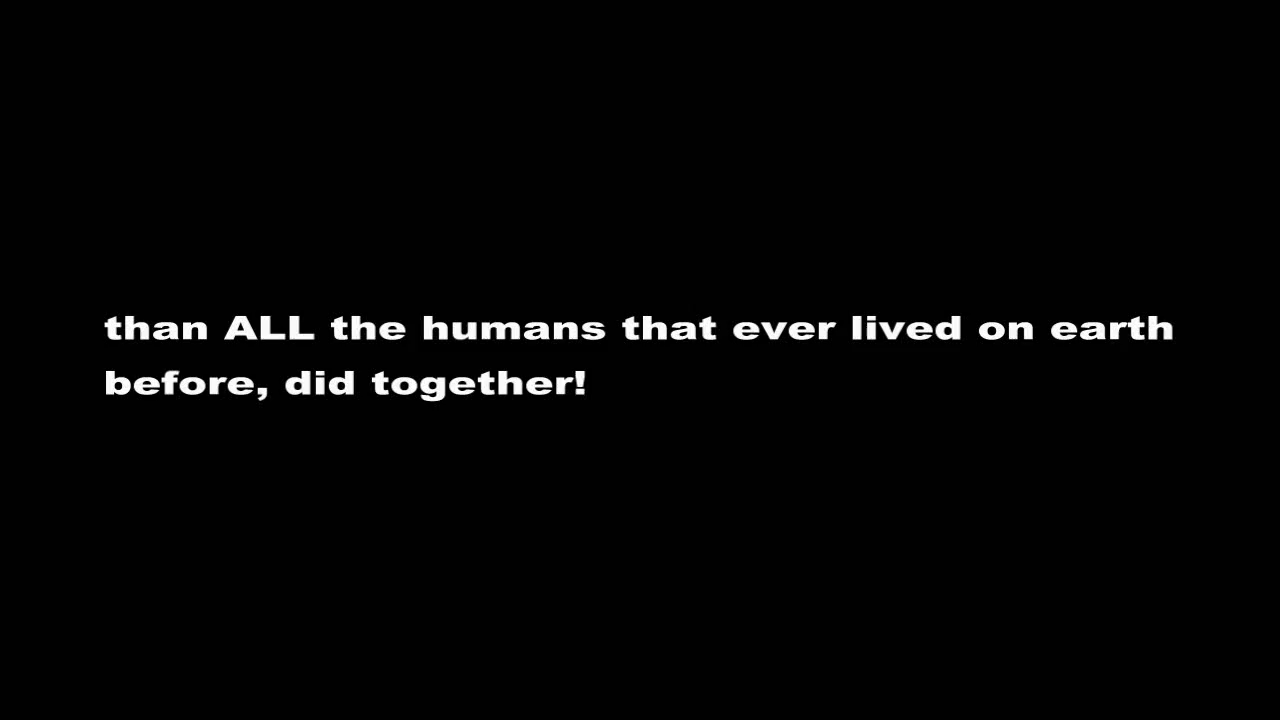 than ALL the humans that ever lived on earth
before, did together!